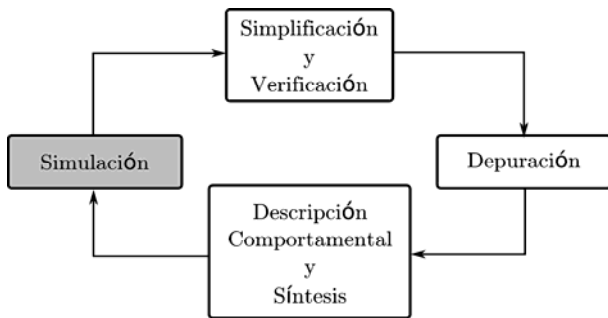 Simplificación
y
Verificación
Simulación
Depuración
Descripción
Comportamental
y
Síntesis